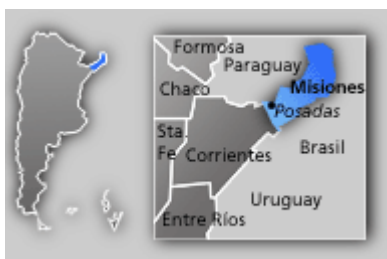 Formosa
Paraguay
Misiones
Chaco
Posadas
Sta.
Fe
Corrientes
Brasil
Uruguay
Entre Ríos